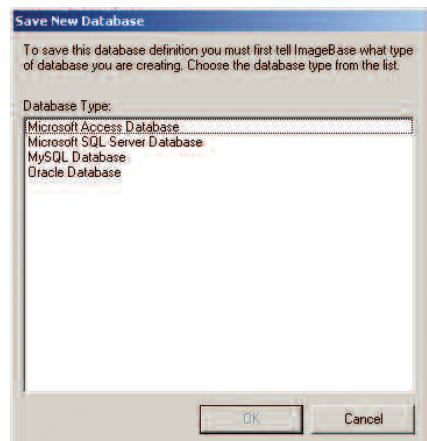 Save New Database
To save this database definition you must first tell ImageBase what type
of database you are creating. Choose the database type from the list.
Database Type:
Microsoft Access Database
Microsoft SQL Server Database
MySQL Database
Oracle Database
OK
Cancel